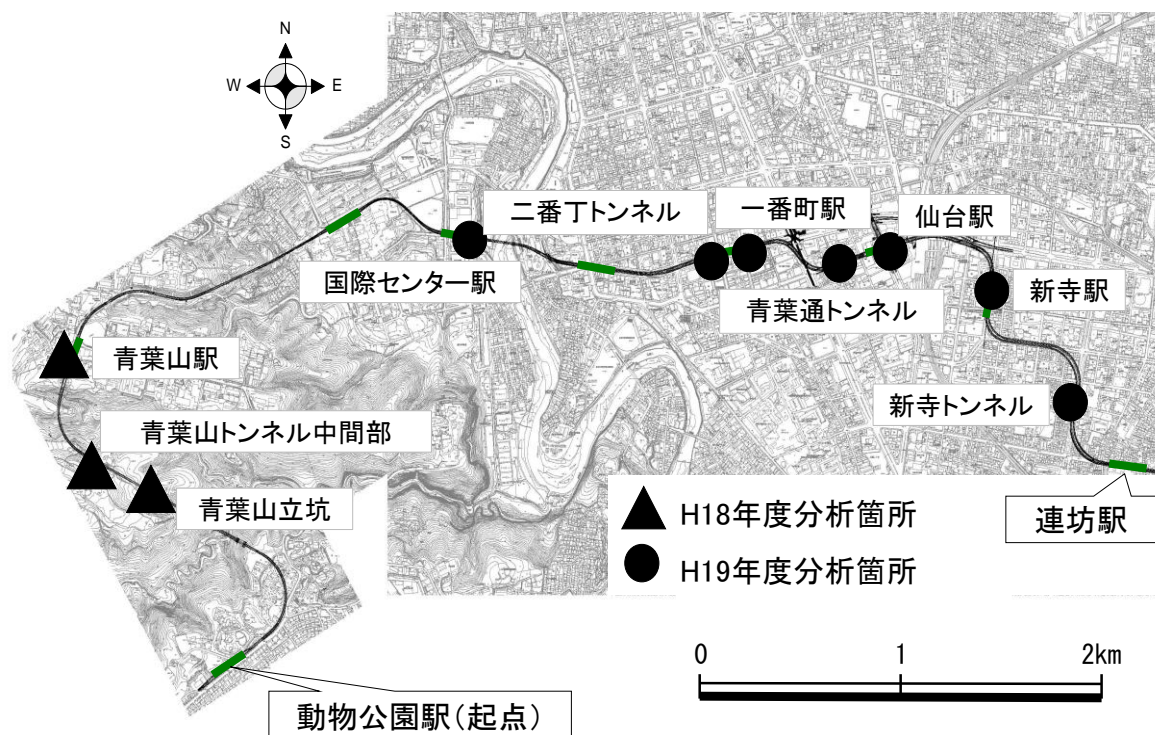 N
W E
S
二番丁トンネル
一番町駅
仙台駅
国際センター駅
青葉通トンネル
新寺駅
青葉山駅
新寺トンネル
青葉山トンネル中間部
青葉山立坑
H18年度分析箇所
連坊駅
H19年度分析箇所
0 1 2km
動物公園駅(起点)